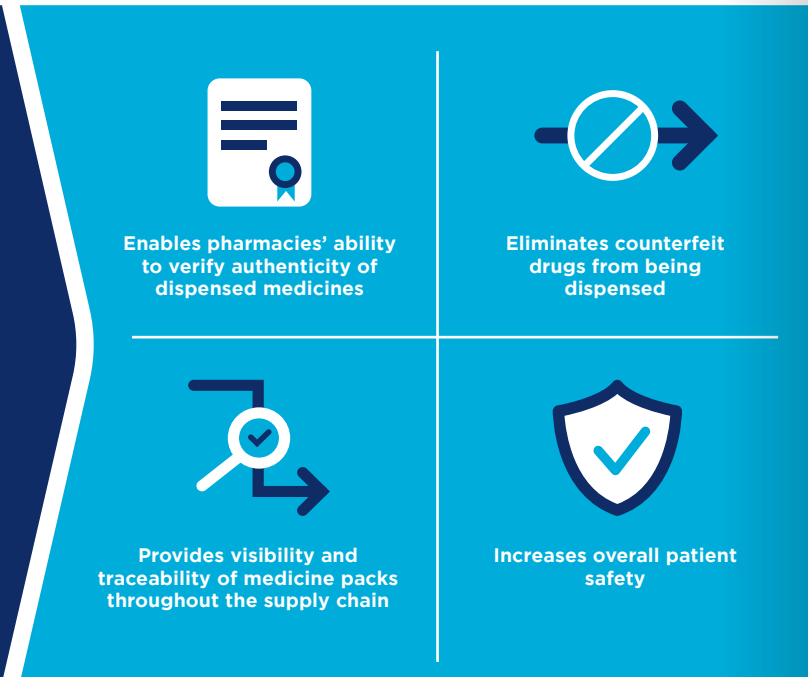 Enables pharmacies’ ability
to verify authenticity of
dispensed medicines
Eliminates counterfeit
drugs from being
dispensed
Provides visibility and
traceability of medicine packs
throughout the supply chain
Increases overall patient
safety